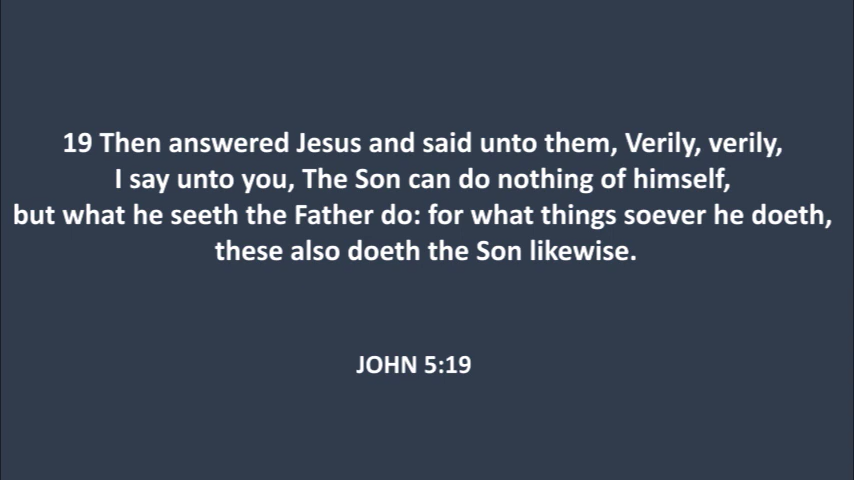 19 Then answered Jesus and said unto them, Verily, verily,
I say unto you, The Son can do nothing of himself,
but what he seeth the Father do: for what things soever he doeth,
these also doeth the Son likewise.
JOHN 5:19